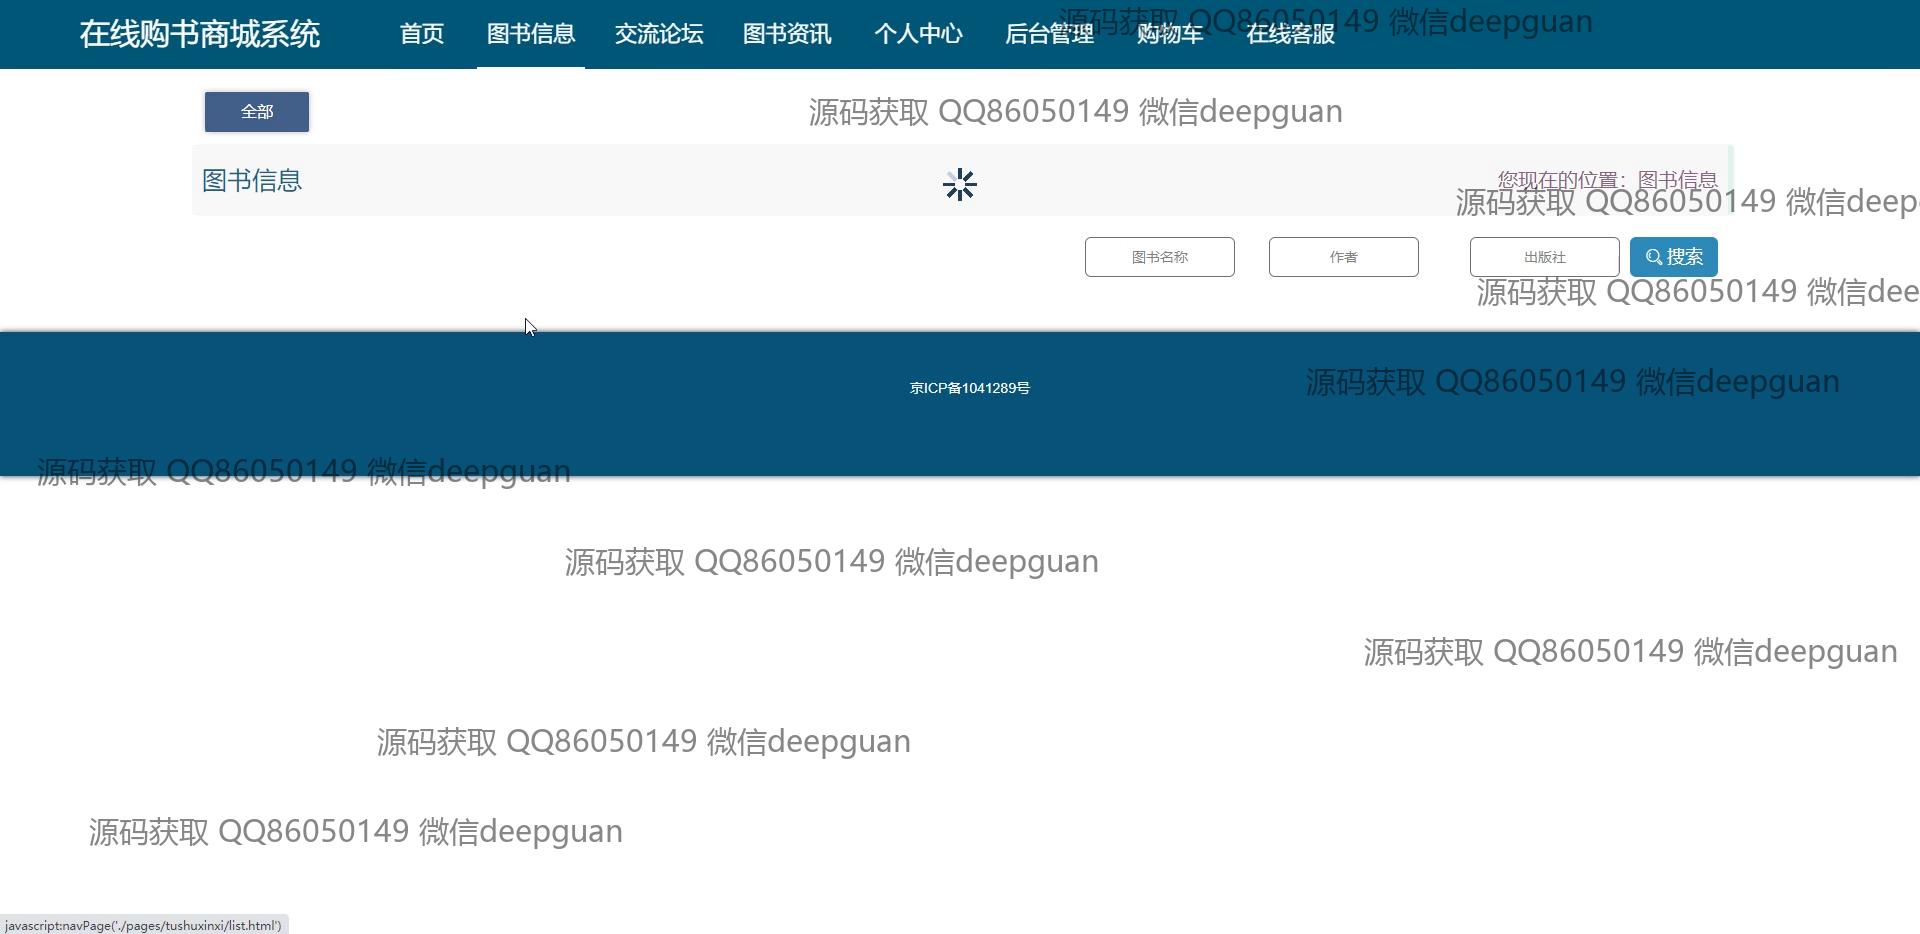 在线购书商城系统 首页 图书信息 交流论坛 图书资讯 个人中心 后台管理 购物车 在线客服
源码获取 QQ86050149 微信deepguan
全部
源码获取 QQ86050149 微信deepguan
图书信息
您现在的位置：图书信息
源码获取 QQ86050149 微信deep
图书名称 作者 出版社 搜索
源码获取 QQ86050149 微信dee
京ICP备1041289号
源码获取 QQ86050149 微信deepguan
源码获取 QQ86050149 微信deepguan
源码获取 QQ86050149 微信deepguan
源码获取 QQ86050149 微信deepguan
源码获取 QQ86050149 微信deepguan
源码获取 QQ86050149 微信deepguan
javascript:navPage('./pages/tushuxinxi/list.html')